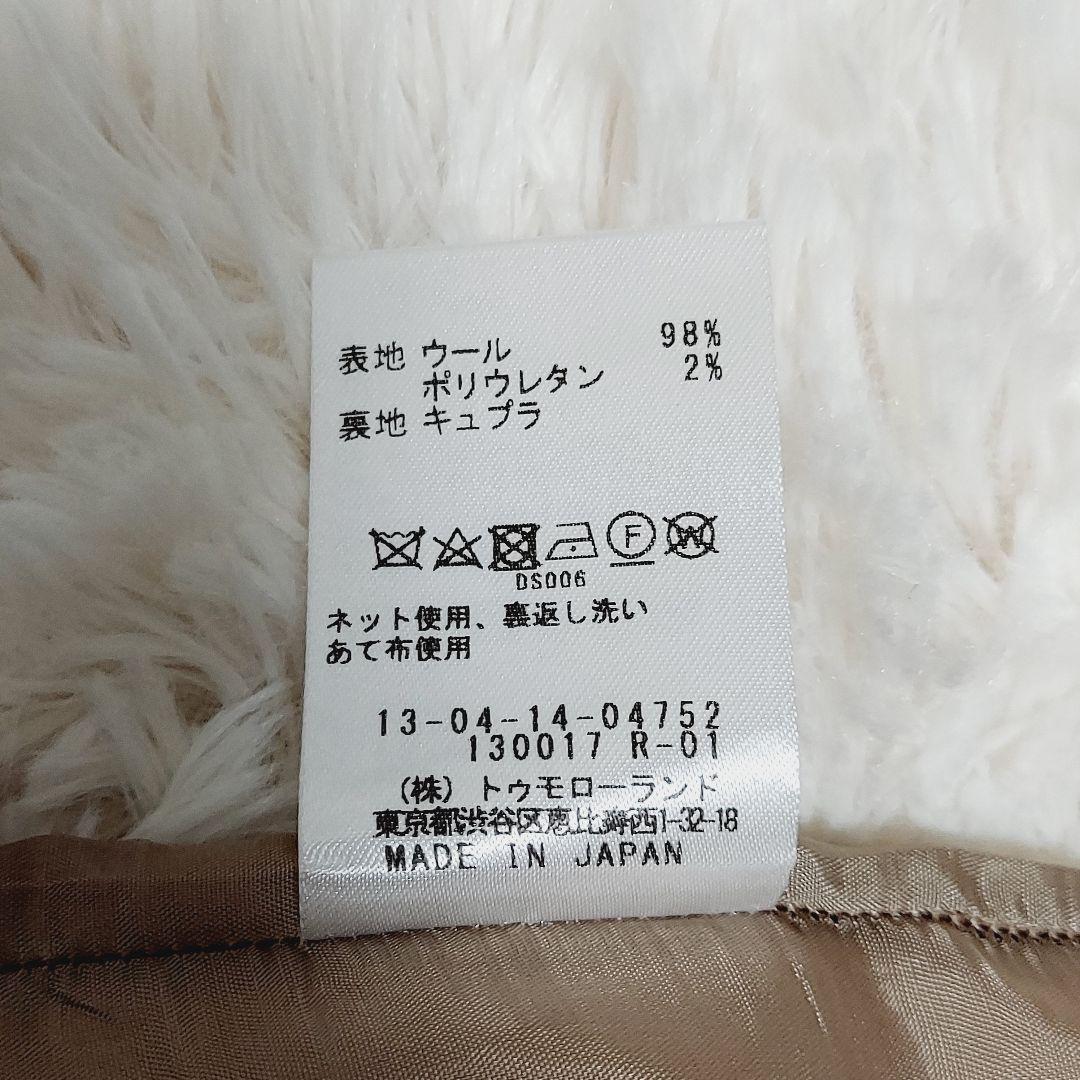 表地 ウール 98%
ポリウレタン 2%
裏地 キュプラ
F W
DS006
ネット使用、裏返し洗い
あて布使用
13-04-14-04752
130017 R-01
(株) トゥモローランド
東京都渋谷区恵比寿西1-32-18
MADE IN JAPAN